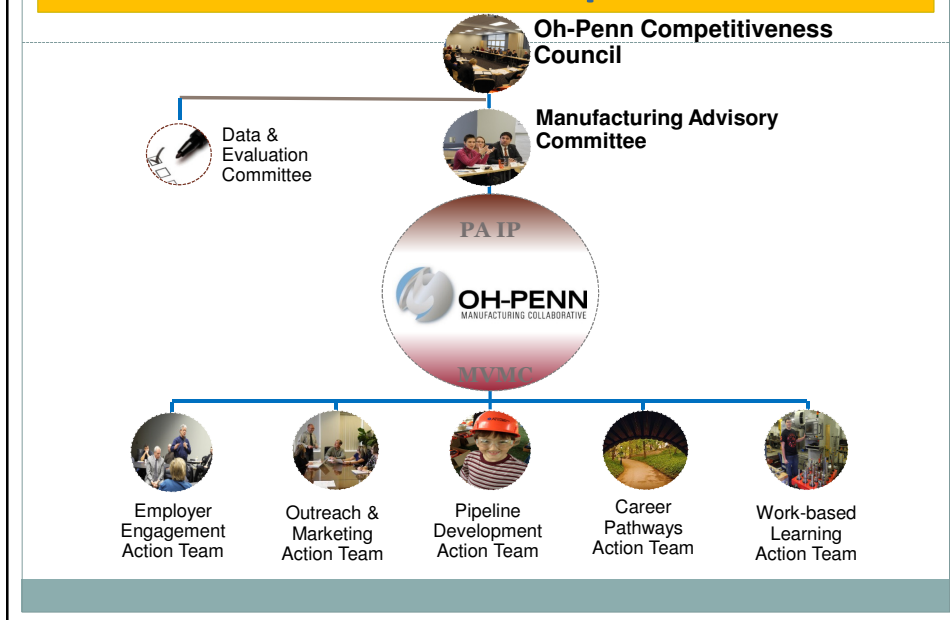 Oh-Penn Competitiveness
Council
Manufacturing Advisory
Committee
Data &
Evaluation
Committee
PA IP
OH-PENN
MANUFACTURING COLLABORATIVE
MVMC
Employer
Engagement
Action Team
Outreach &
Marketing
Action Team
Pipeline
Development
Action Team
Career
Pathways
Action Team
Work-based
Learning
Action Team